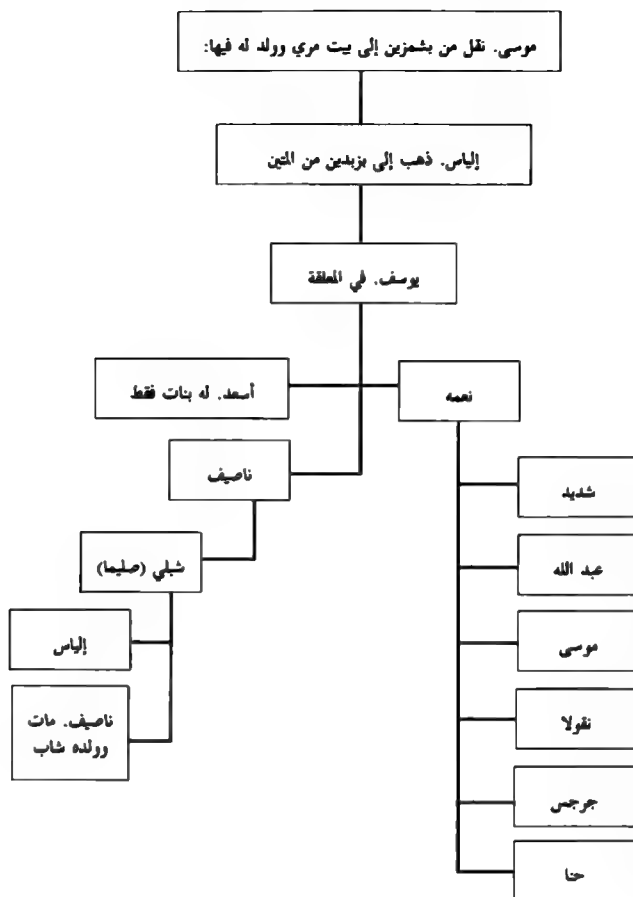 موسى. نقل من بشمزين إلى بيت مري وولد له فيها:
إلياس. ذهب إلى بزبدين من المتين
يوسف. في المعلقة
نعمه
أسعد. له بنات فقط
ناصيف
شديد
شبلي (صليما)
عبد الله
إلياس
موسى
ناصيف. مات
وولده شاب
نقولا
جرجس
حنا